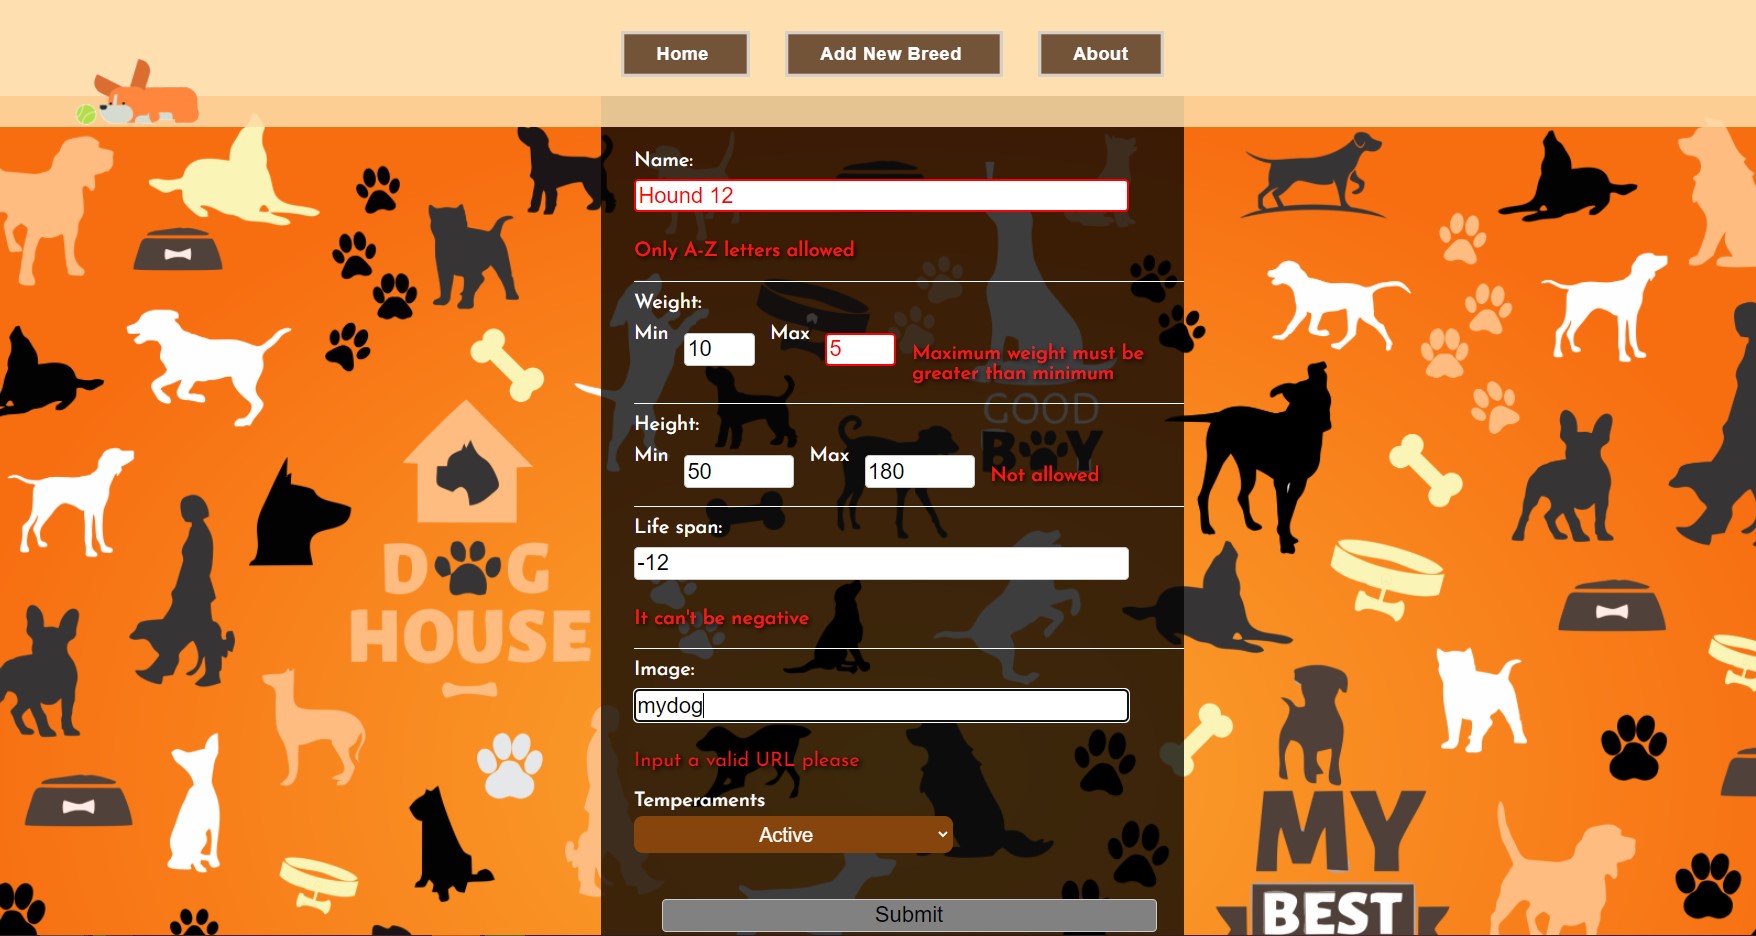 Home
Add New Breed
About
Name:
Hound 12
Only A-Z letters allowed
Weight:
Min
10
Max
5
Maximum weight must be
greater than minimum
Height:
Min
50
Max
180
Not allowed
Life span:
-12
It can't be negative
Image:
mydog
Input a valid URL please
Temperaments
Active
Submit
GOOD
BOY
DOG
HOUSE
MY
BEST